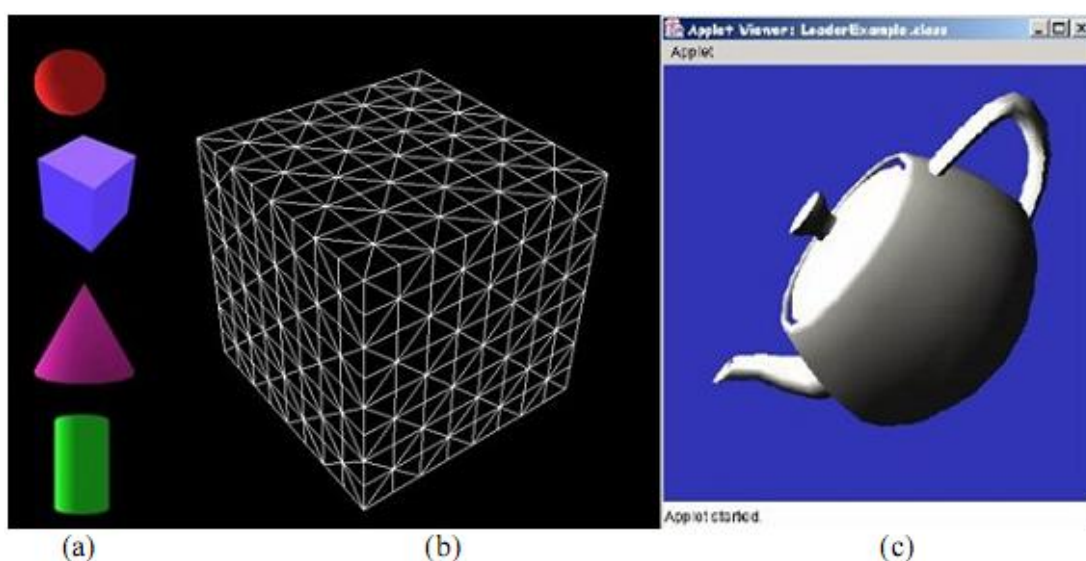 Applet Viewer: LoaderExample.class
Applet
Applet started.
(a)
(b)
(c)